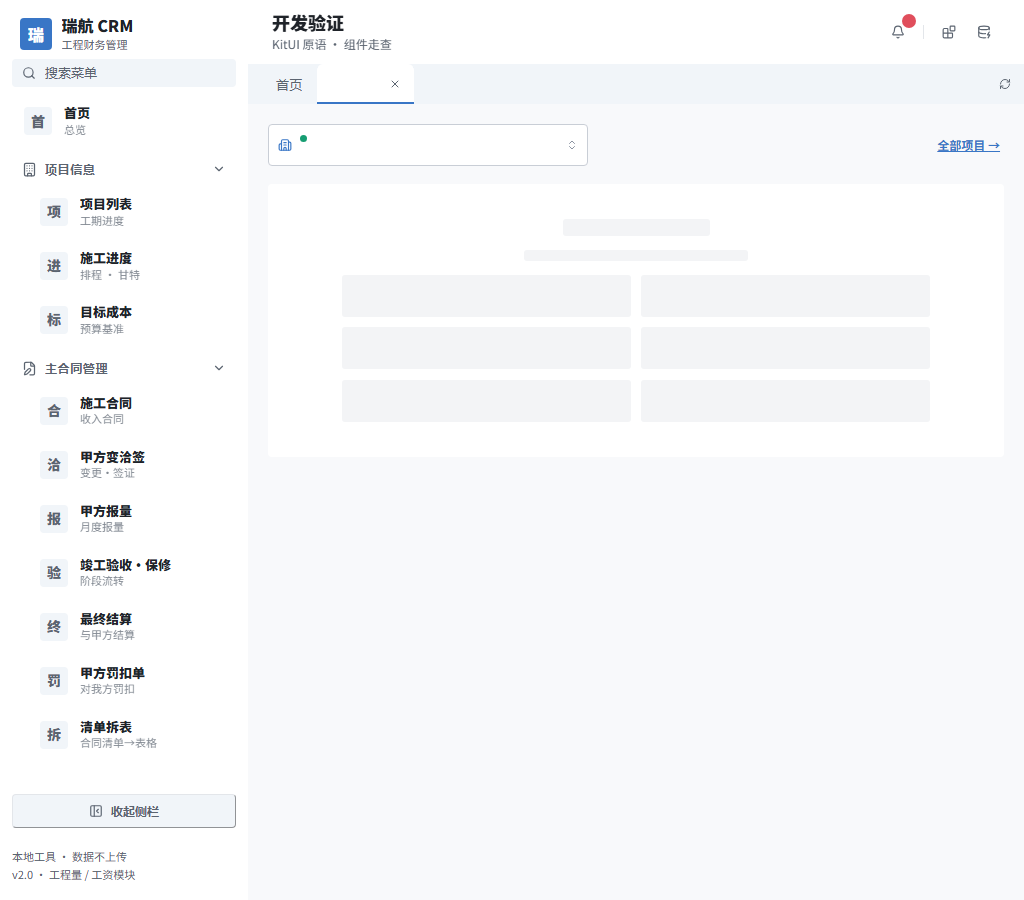 瑞
瑞航 CRM
工程财务管理
搜索菜单
首
首页
总览
项目信息
项
项目列表
工期进度
进
施工进度
排程 · 甘特
标
目标成本
预算基准
主合同管理
合
施工合同
收入合同
洽
甲方变洽签
变更·签证
报
甲方报量
月度报量
验
竣工验收·保修
阶段流转
终
最终结算
与甲方结算
罚
甲方罚扣单
对我方罚扣
拆
清单拆表
合同清单→表格
收起侧栏
本地工具 · 数据不上传
v2.0 · 工程量 / 工资模块
开发验证
KitUI 原语 · 组件走查
首页
全部项目 →